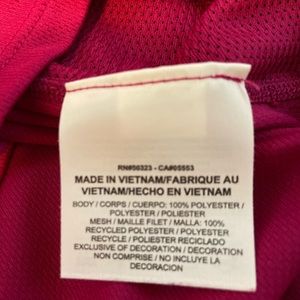 RN#56323 - CA#05553
MADE IN VIETNAM/FABRIQUE AU
VIETNAM/HECHO EN VIETNAM
BODY / CORPS / CUERPO: 100% POLYESTER /
POLYESTER / POLIESTER
MESH / MAILLE FILET / MALLA: 100%
RECYCLED POLYESTER / POLYESTER
RECYCLE / POLIESTER RECICLADO
EXCLUSIVE OF DECORATION / DECORATION
NON COMPRISE / NO INCLUYE LA
DECORACION